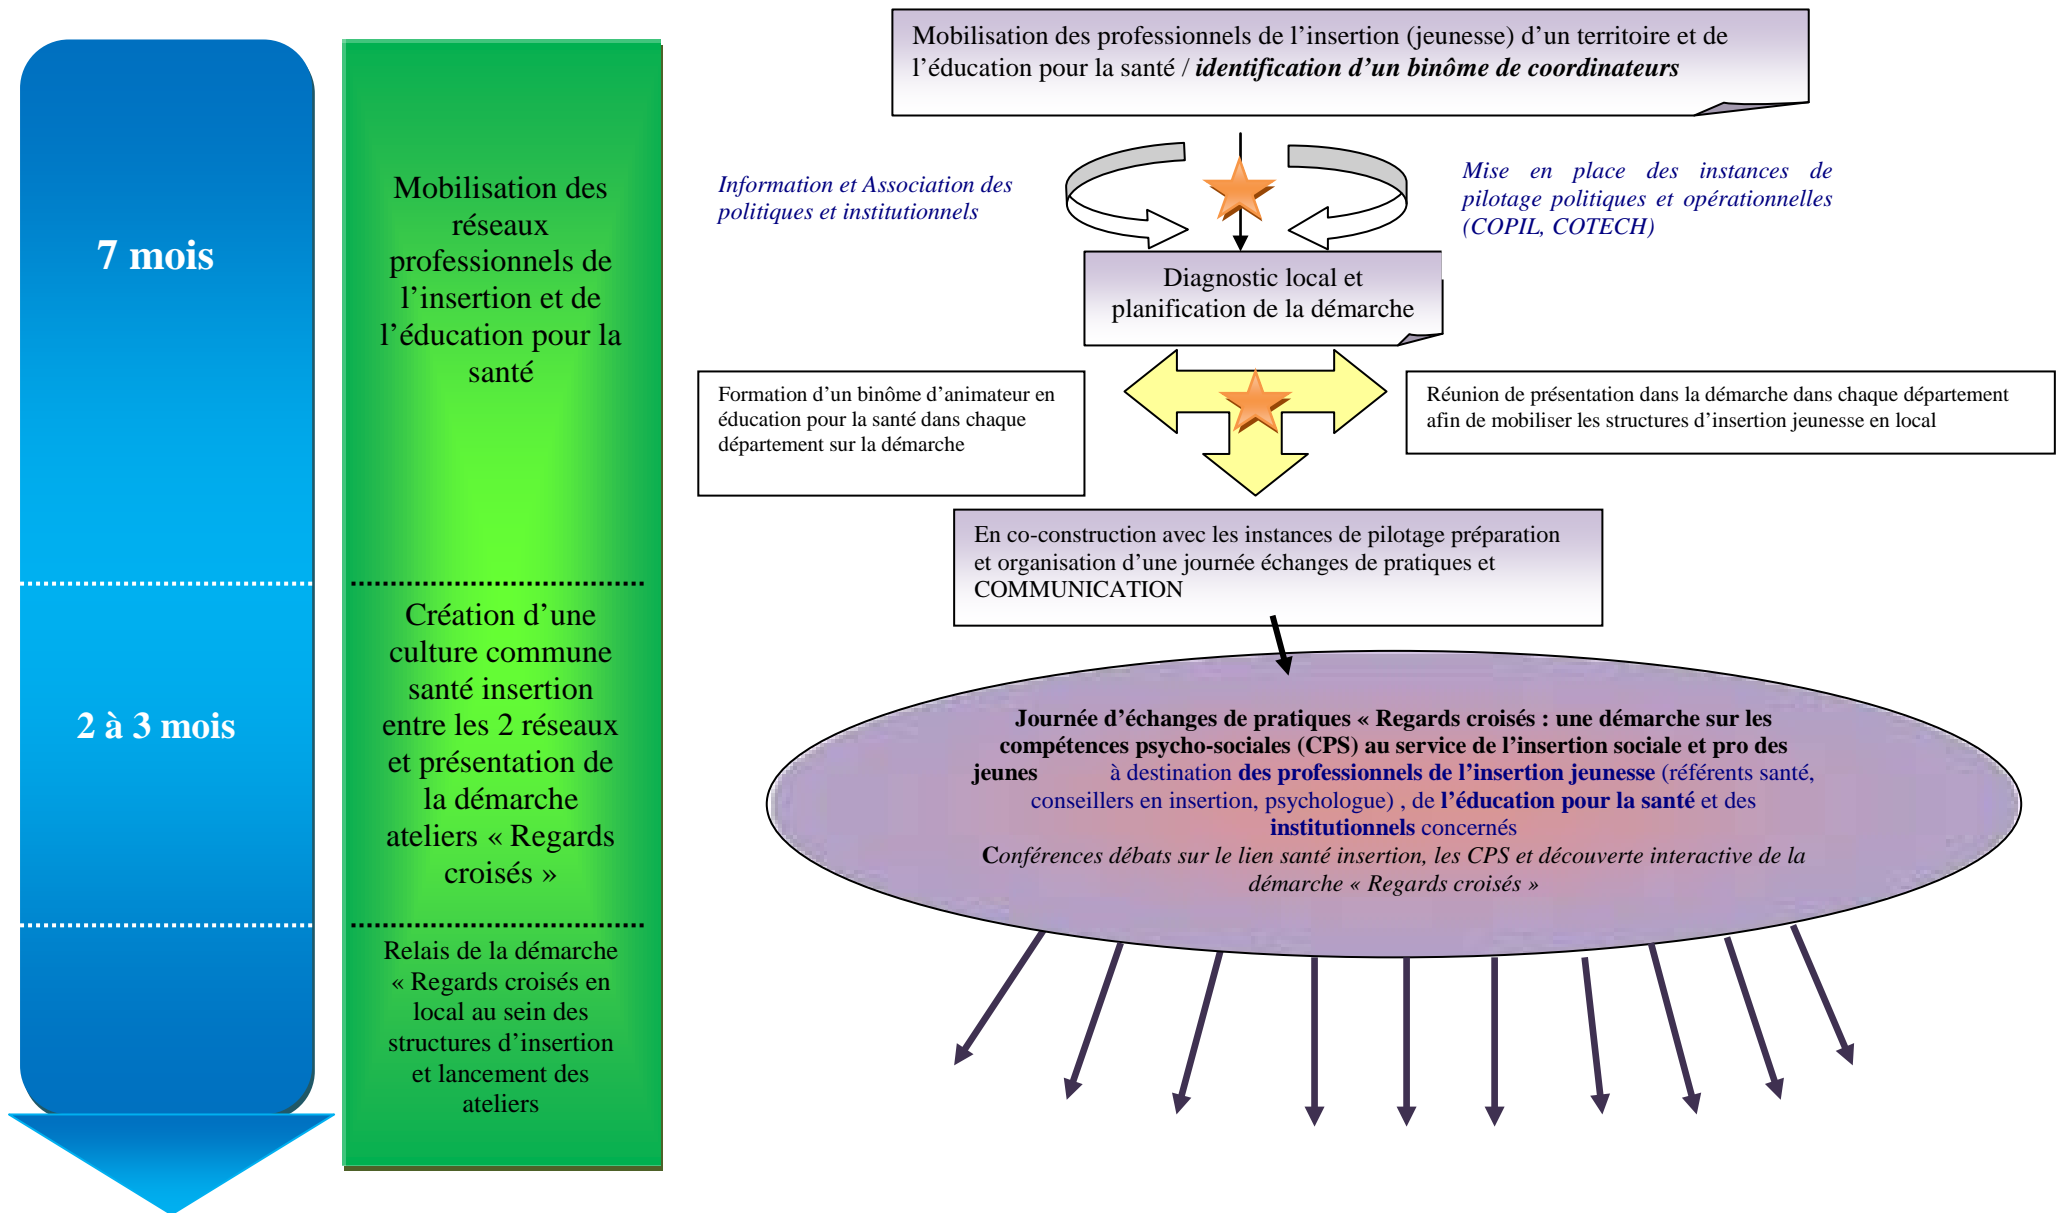 7 mois
2 à 3 mois
Mobilisation des
réseaux
professionnels de
l’insertion et de
l’éducation pour la
santé
Création d’une
culture commune
santé insertion
entre les 2 réseaux
et présentation de
la démarche
ateliers « Regards
croisés »
Relais de la démarche
« Regards croisés en
local au sein des
structures d’insertion
et lancement des
ateliers
Mobilisation des professionnels de l’insertion (jeunesse) d’un territoire et de
l’éducation pour la santé / identification d’un binôme de coordinateurs
Information et Association des
politiques et institutionnels
Mise en place des instances de
pilotage politiques et opérationnelles
(COPIL, COTECH)
Diagnostic local et
planification de la démarche
Formation d’un binôme d’animateur en
éducation pour la santé dans chaque
département sur la démarche
Réunion de présentation dans la démarche dans chaque département
afin de mobiliser les structures d’insertion jeunesse en local
En co-construction avec les instances de pilotage préparation
et organisation d’une journée échanges de pratiques et
COMMUNICATION
Journée d’échanges de pratiques « Regards croisés : une démarche sur les
compétences psycho-sociales (CPS) au service de l’insertion sociale et pro des
jeunes à destination des professionnels de l’insertion jeunesse (référents santé,
conseillers en insertion, psychologue) , de l’éducation pour la santé et des
institutionnels concernés
Conférences débats sur le lien santé insertion, les CPS et découverte interactive de la
démarche « Regards croisés »